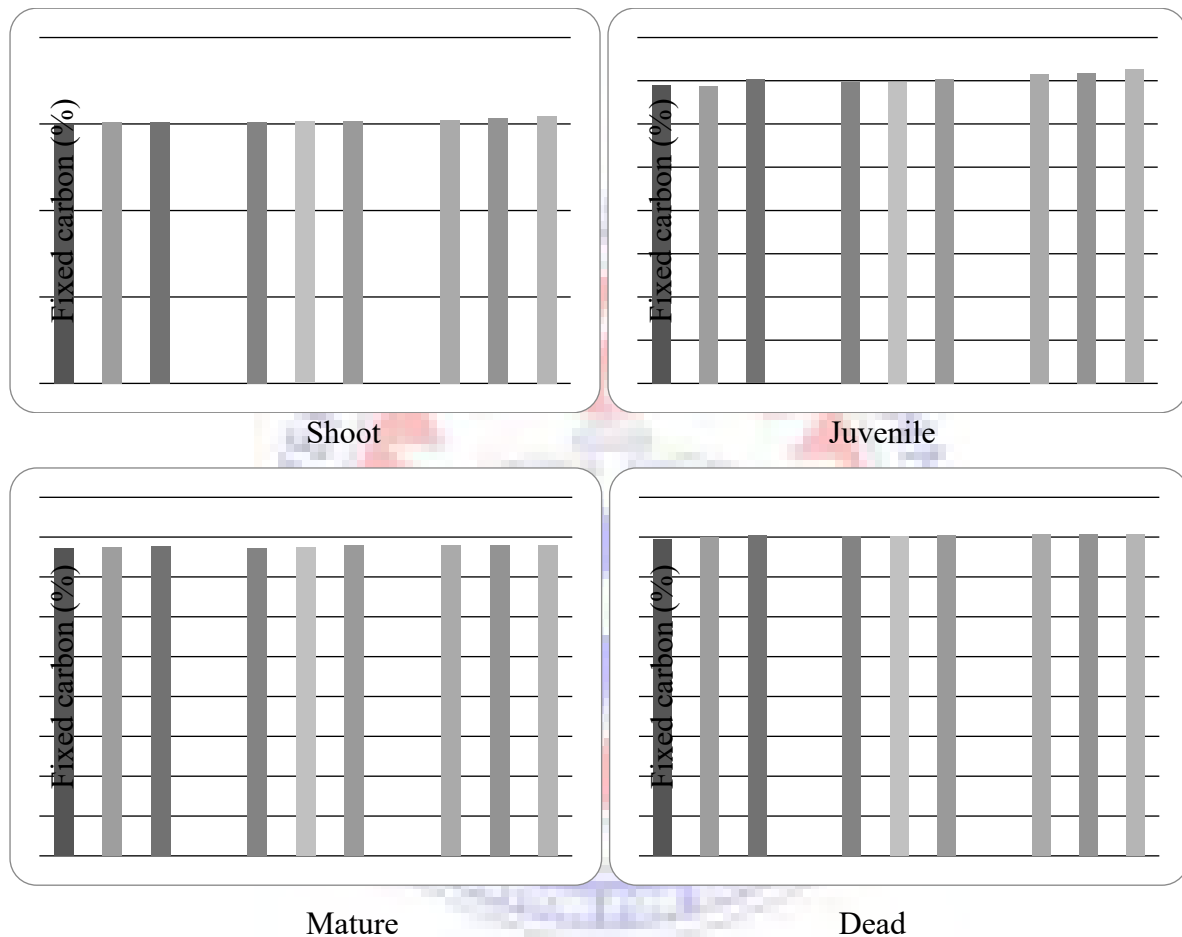 Fixed carbon (%)
Fixed carbon (%)
Shoot
Juvenile
Fixed carbon (%)
Fixed carbon (%)
Mature
Dead